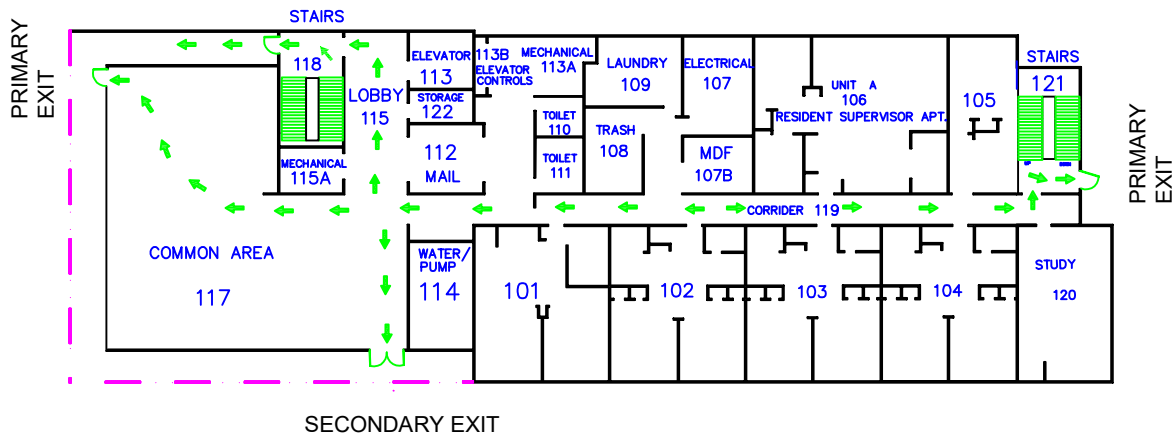 STAIRS
PRIMARY
EXIT
118
ELEVATOR
113
113B
ELEVATOR
CONTROLS
MECHANICAL
113A
LAUNDRY
109
ELECTRICAL
107
UNIT A
106
RESIDENT SUPERVISOR APT.
105
STAIRS
121
LOBBY
115
STORAGE
122
TOILET
110
TRASH
108
MECHANICAL
115A
112
MAIL
TOILET
111
MDF
107B
PRIMARY
EXIT
CORRIDER 119
COMMON AREA
117
WATER/
PUMP
114
101
102
103
104
STUDY
120
SECONDARY EXIT